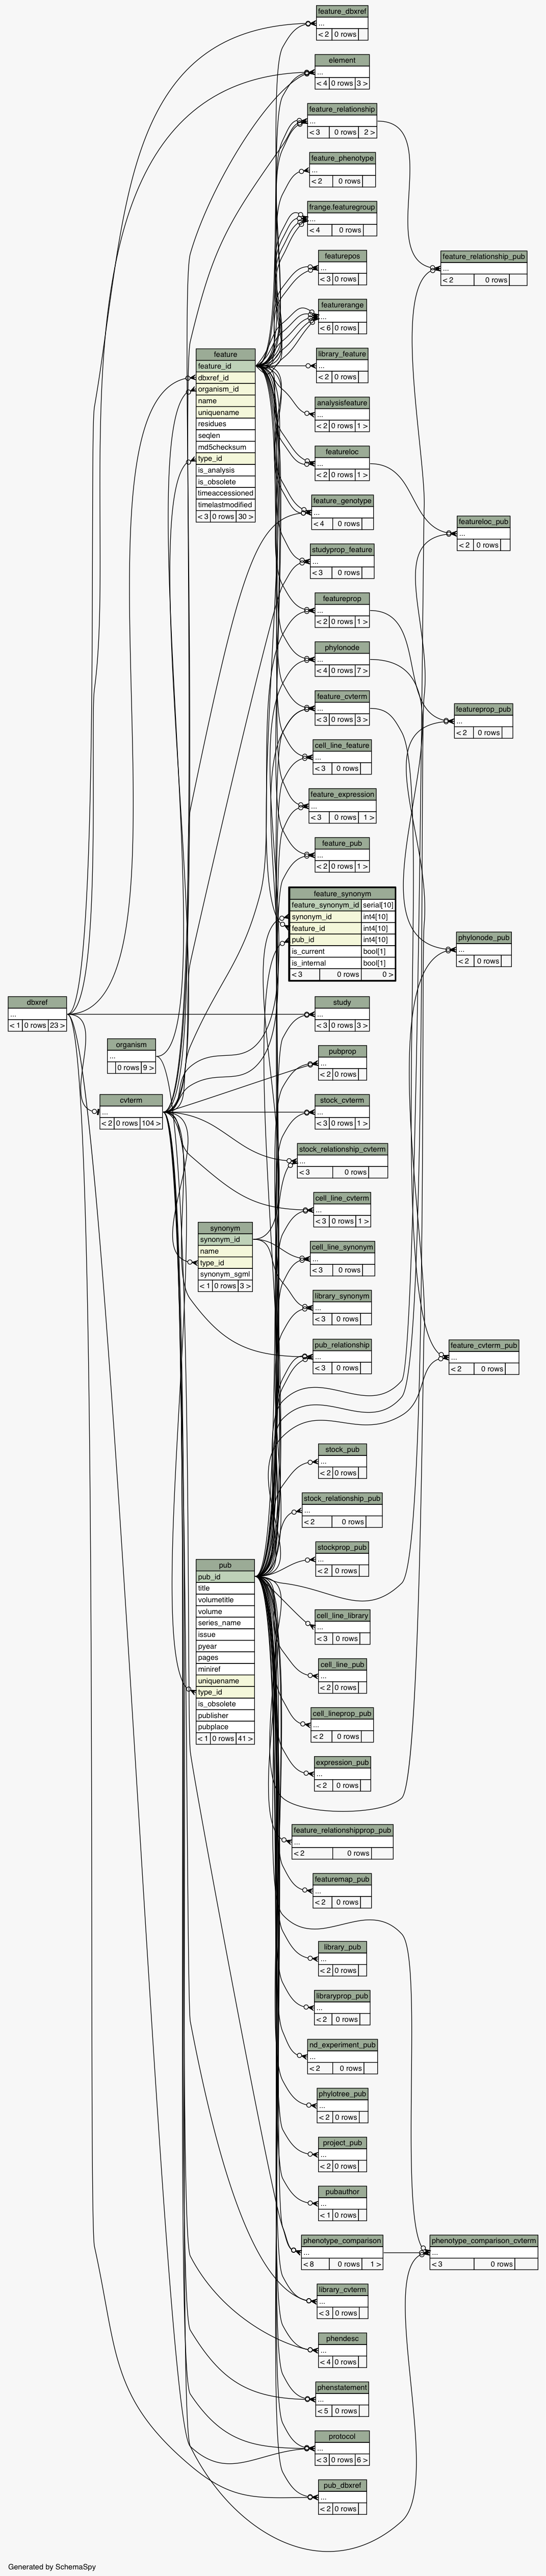 feature_dbxref
...
< 2 0 rows
element
...
< 4 0 rows 3 >
feature_relationship
...
< 3 0 rows 2 >
feature_phenotype
...
< 2 0 rows
frange.featuregroup
...
< 4 0 rows
feature_relationship_pub
...
< 2 0 rows
featurepos
...
< 3 0 rows
featurerange
...
< 6 0 rows
feature
feature_id
dbxref_id
organism_id
name
uniquename
residues
seqlen
md5checksum
type_id
is_analysis
is_obsolete
timeaccessioned
timelastmodified
< 3 0 rows 30 >
library_feature
...
< 2 0 rows
analysisfeature
...
< 2 0 rows 1 >
featureloc
...
< 2 0 rows 1 >
feature_genotype
...
< 4 0 rows
featureloc_pub
...
< 2 0 rows
studyprop_feature
...
< 3 0 rows
featureprop
...
< 2 0 rows 1 >
phylonode
...
< 4 0 rows 7 >
feature_cvterm
...
< 3 0 rows 3 >
featureprop_pub
...
< 2 0 rows
cell_line_feature
...
< 3 0 rows
feature_expression
...
< 3 0 rows 1 >
feature_pub
...
< 2 0 rows 1 >
feature_synonym
feature_synonym_id serial[10]
synonym_id int4[10]
feature_id int4[10]
pub_id int4[10]
is_current bool[1]
is_internal bool[1]
< 3 0 rows 0 >
phylonode_pub
...
< 2 0 rows
dbxref
...
< 1 0 rows 23 >
study
...
< 3 0 rows 3 >
organism
...
0 rows 9 >
pubprop
...
< 2 0 rows
cvterm
...
< 2 0 rows 104 >
stock_cvterm
...
< 3 0 rows 1 >
stock_relationship_cvterm
...
< 3 0 rows
cell_line_cvterm
...
< 3 0 rows 1 >
synonym
synonym_id
name
type_id
synonym_sgml
< 1 0 rows 3 >
cell_line_synonym
...
< 3 0 rows
library_synonym
...
< 3 0 rows
pub_relationship
...
< 3 0 rows
feature_cvterm_pub
...
< 2 0 rows
stock_pub
...
< 2 0 rows
stock_relationship_pub
...
< 2 0 rows
stockprop_pub
...
< 2 0 rows
pub
pub_id
title
volumetitle
volume
series_name
issue
pyear
pages
miniref
uniquename
type_id
is_obsolete
publisher
pubplace
< 1 0 rows 41 >
cell_line_library
...
< 3 0 rows
cell_line_pub
...
< 2 0 rows
cell_lineprop_pub
...
< 2 0 rows
expression_pub
...
< 2 0 rows
feature_relationshipprop_pub
...
< 2 0 rows
featuremap_pub
...
< 2 0 rows
library_pub
...
< 2 0 rows
libraryprop_pub
...
< 2 0 rows
nd_experiment_pub
...
< 2 0 rows
phylotree_pub
...
< 2 0 rows
project_pub
...
< 2 0 rows
pubauthor
...
< 1 0 rows
phenotype_comparison
...
< 8 0 rows 1 >
phenotype_comparison_cvterm
...
< 3 0 rows
library_cvterm
...
< 3 0 rows
phendesc
...
< 4 0 rows
phenstatement
...
< 5 0 rows
protocol
...
< 3 0 rows 6 >
pub_dbxref
...
< 2 0 rows
Generated by SchemaSpy